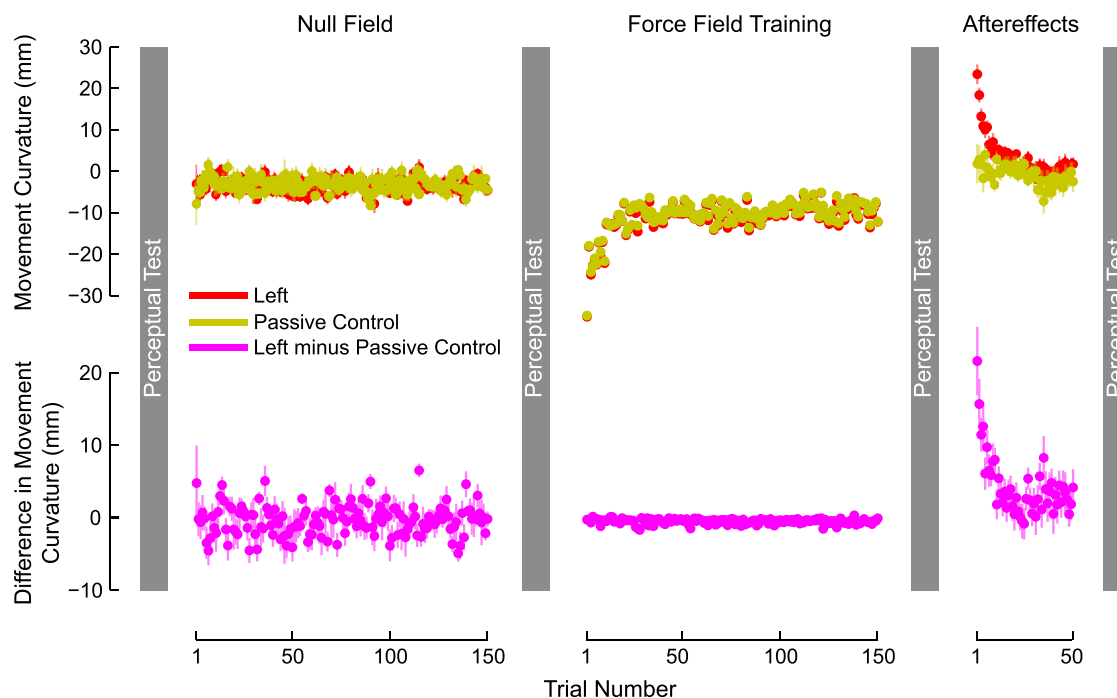 Null Field
Force Field Training
Aftereffects
Movement Curvature (mm)
30
20
10
0
−10
−20
−30
Perceptual Test
Perceptual Test
Perceptual Test
Perceptual Test
Left
Passive Control
Left minus Passive Control
Difference in Movement
Curvature (mm)
20
10
0
−10
1 50 100 150
1 50 100 150
1 50
Trial Number